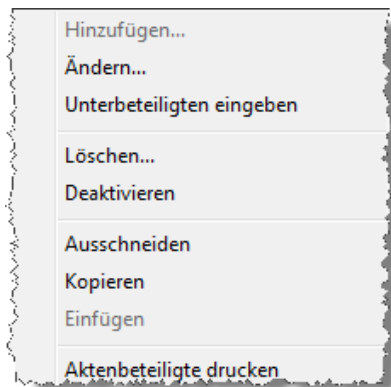 Hinzufügen...
Ändern...
Unterbeteiligten eingeben
Löschen...
Deaktivieren
Ausschneiden
Kopieren
Einfügen
Aktenbeteiligte drucken